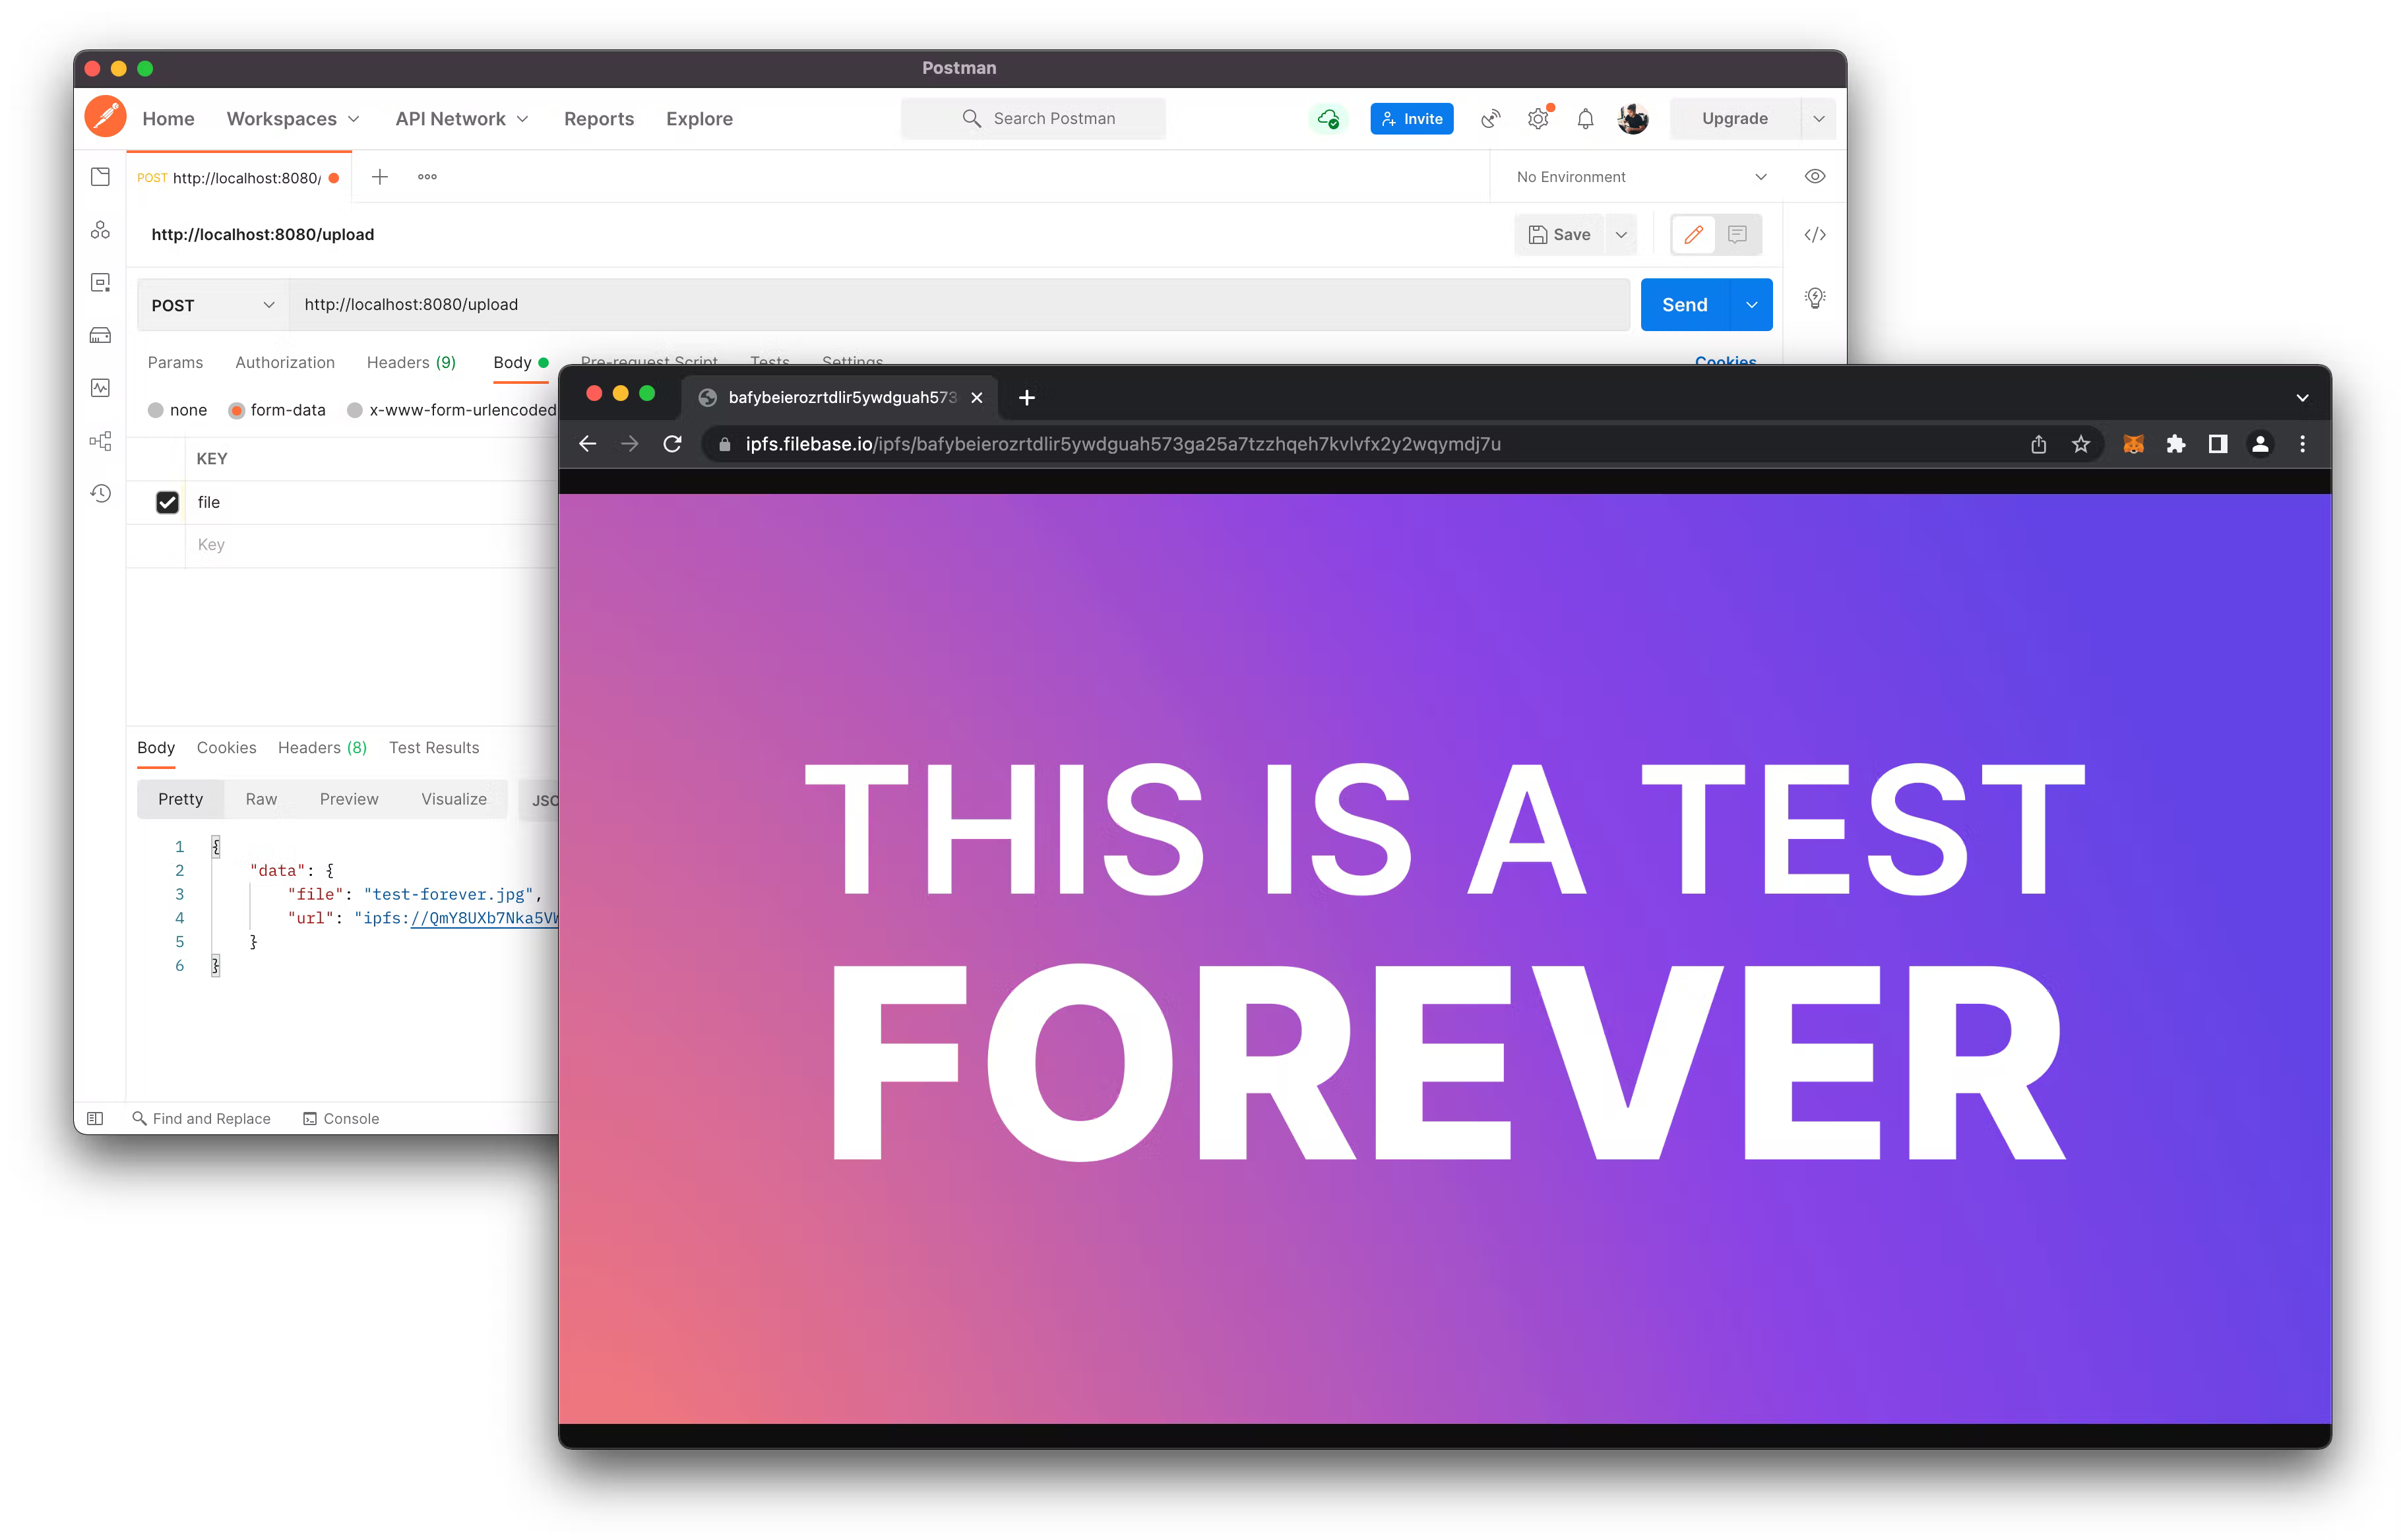 Postman
Home Workspaces API Network Reports Explore Search Postman Invite Upgrade
POST http://localhost:8080/ No Environment
http://localhost:8080/upload Save
POST http://localhost:8080/upload Send
Params Authorization Headers (9) Body Pre-request Script Tests Settings Cookies
none form-data x-www-form-urlencoded
KEY
file
Key
Body Cookies Headers (8) Test Results
Pretty Raw Preview Visualize JSO
1 {
2 "data": {
3 "file": "test-forever.jpg",
4 "url": "ipfs://QmY8UXb7Nka5VW
5 }
6 }
Find and Replace Console
bafybeierozrtdlir5ywdguah573
ipfs.filebase.io/ipfs/bafybeierozrtdlir5ywdguah573ga25a7tzzhqeh7kvlvfx2y2wqymdj7u
THIS IS A TEST
FOREVER